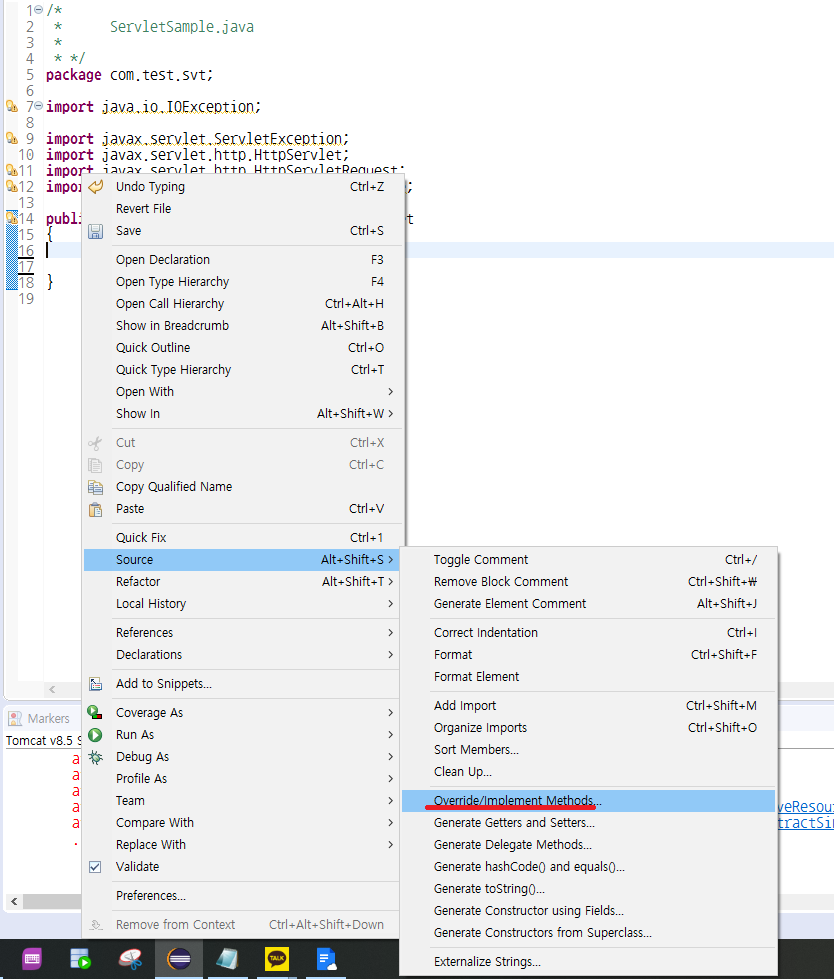 1 /*
2 * ServletSample.java
3 *
4 * */
5 package com.test.svt;
6
7 import java.io.IOException;
8
9 import javax.servlet.ServletException;
10 import javax.servlet.http.HttpServlet;
11 import javax.servlet.http.HttpServletRequest;
12 impo ;
13
14 publi t
15 {
16
17
18 }
19
Undo Typing Ctrl+Z
Revert File
Save Ctrl+S
Open Declaration F3
Open Type Hierarchy F4
Open Call Hierarchy Ctrl+Alt+H
Show in Breadcrumb Alt+Shift+B
Quick Outline Ctrl+O
Quick Type Hierarchy Ctrl+T
Open With >
Show In Alt+Shift+W >
Cut Ctrl+X
Copy Ctrl+C
Copy Qualified Name
Paste Ctrl+V
Quick Fix Ctrl+1
Source Alt+Shift+S >
Refactor Alt+Shift+T >
Local History >
References >
Declarations >
Add to Snippets...
Coverage As >
Run As >
Debug As >
Profile As >
Team >
Compare With >
Replace With >
Validate
Preferences...
Remove from Context Ctrl+Alt+Shift+Down
Toggle Comment Ctrl+/
Remove Block Comment Ctrl+Shift+₩
Generate Element Comment Alt+Shift+J
Correct Indentation Ctrl+I
Format Ctrl+Shift+F
Format Element
Add Import Ctrl+Shift+M
Organize Imports Ctrl+Shift+O
Sort Members...
Clean Up...
Override/Implement Methods...
Generate Getters and Setters...
Generate Delegate Methods...
Generate hashCode() and equals()...
Generate toString()...
Generate Constructor using Fields...
Generate Constructors from Superclass...
Externalize Strings...
Markers
Tomcat v8.5 S
a
a
a
a veResou
a tractSi
.
TALK